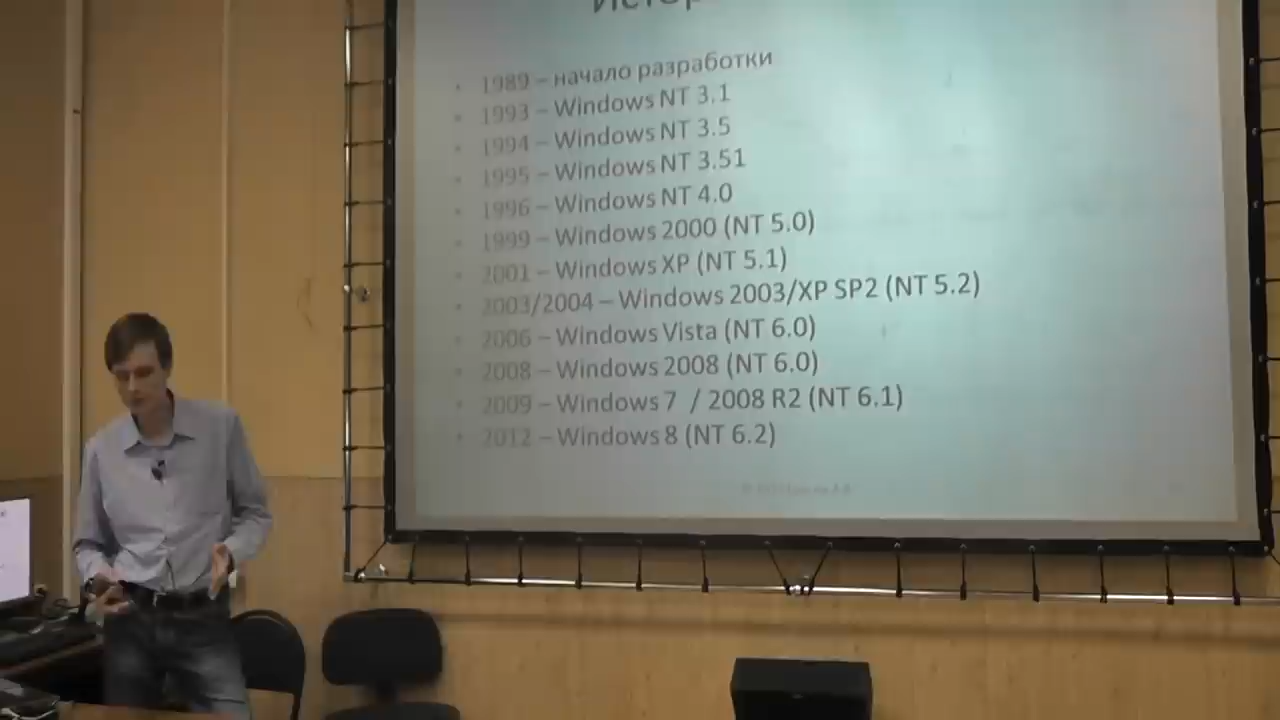 • 1989 – начало разработки
• 1993 – Windows NT 3.1
• 1994 – Windows NT 3.5
• 1995 – Windows NT 3.51
• 1996 – Windows NT 4.0
• 1999 – Windows 2000 (NT 5.0)
• 2001 – Windows XP (NT 5.1)
• 2003/2004 – Windows 2003/XP SP2 (NT 5.2)
• 2006 – Windows Vista (NT 6.0)
• 2008 – Windows 2008 (NT 6.0)
• 2009 – Windows 7 / 2008 R2 (NT 6.1)
• 2012 – Windows 8 (NT 6.2)